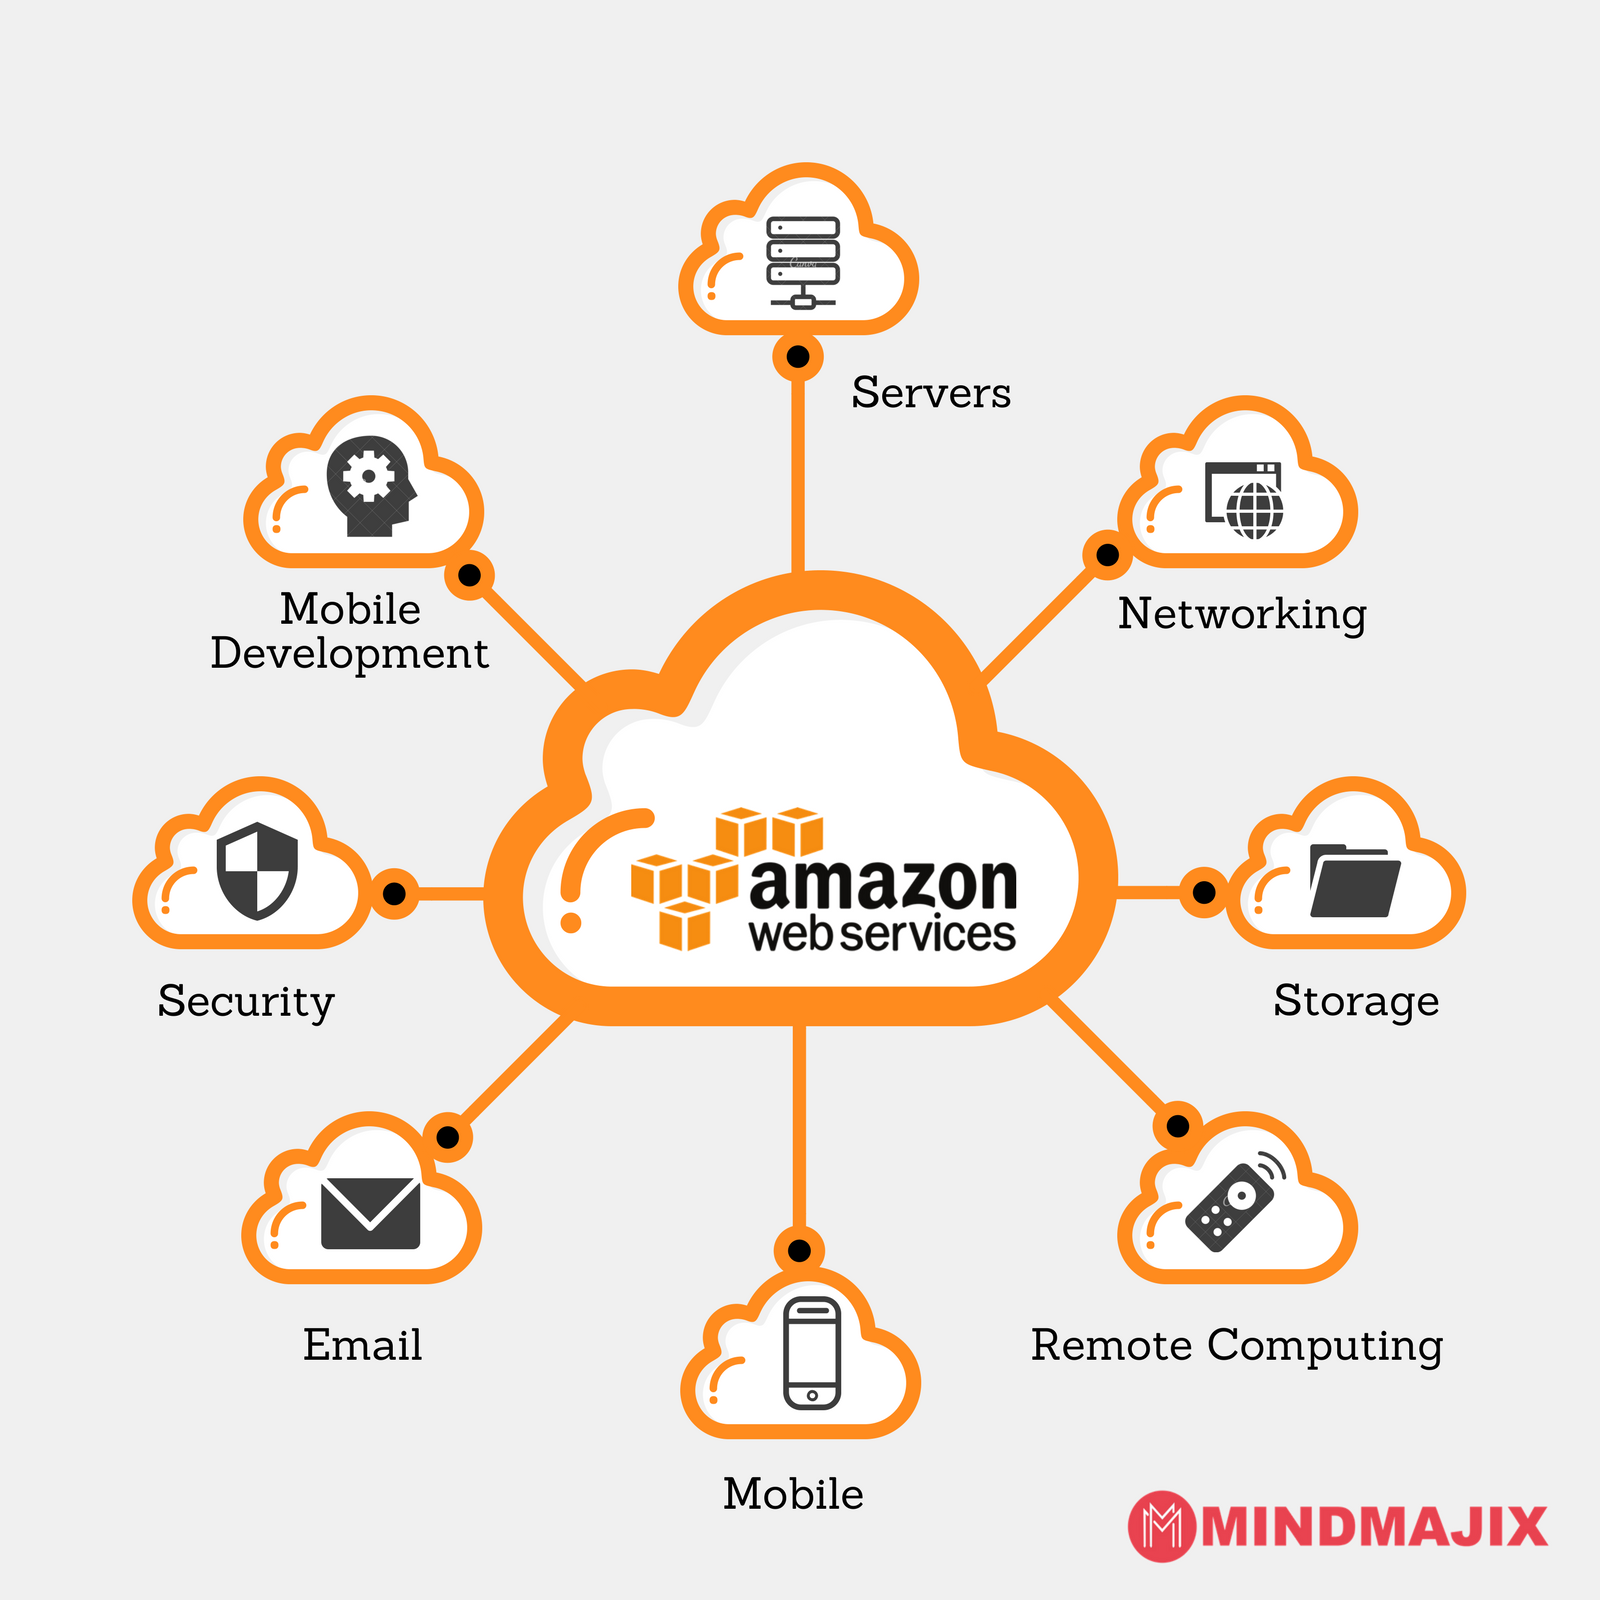 Servers
Mobile
Development
Networking
amazon
web services
Security
Storage
Email
Remote Computing
Mobile
MINDMAJIX